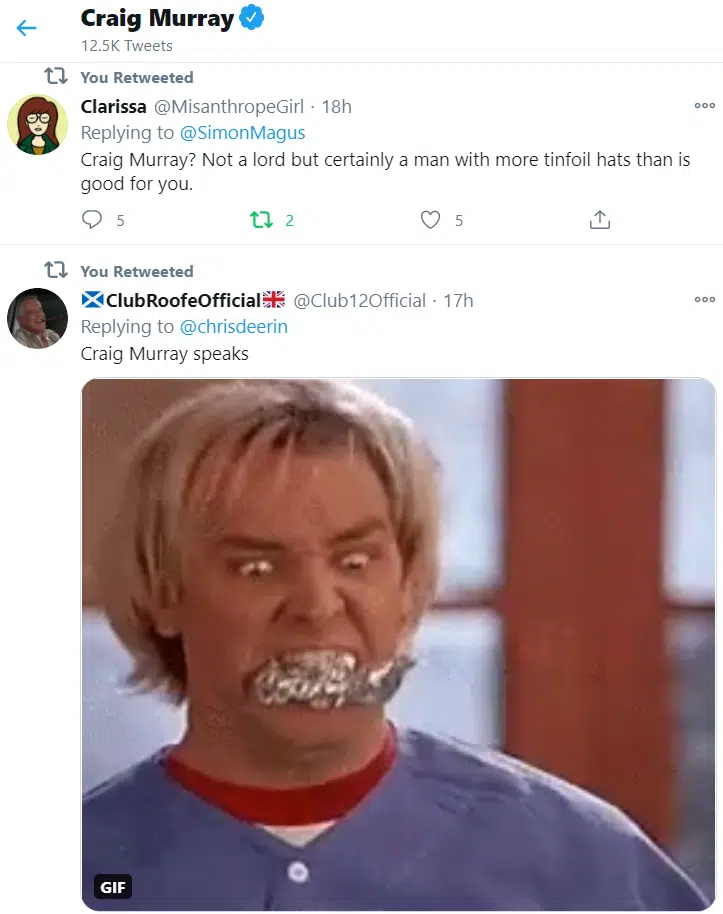 Craig Murray
12.5K Tweets
You Retweeted
Clarissa @MisanthropeGirl · 18h
Replying to @SimonMagus
Craig Murray? Not a lord but certainly a man with more tinfoil hats than is
good for you.
5 2 5
You Retweeted
🏴󠁧󠁢󠁳󠁣󠁴󠁿ClubRoofeOfficial🇬🇧 @Club12Official · 17h
Replying to @chrisdeerin
Craig Murray speaks
GIF